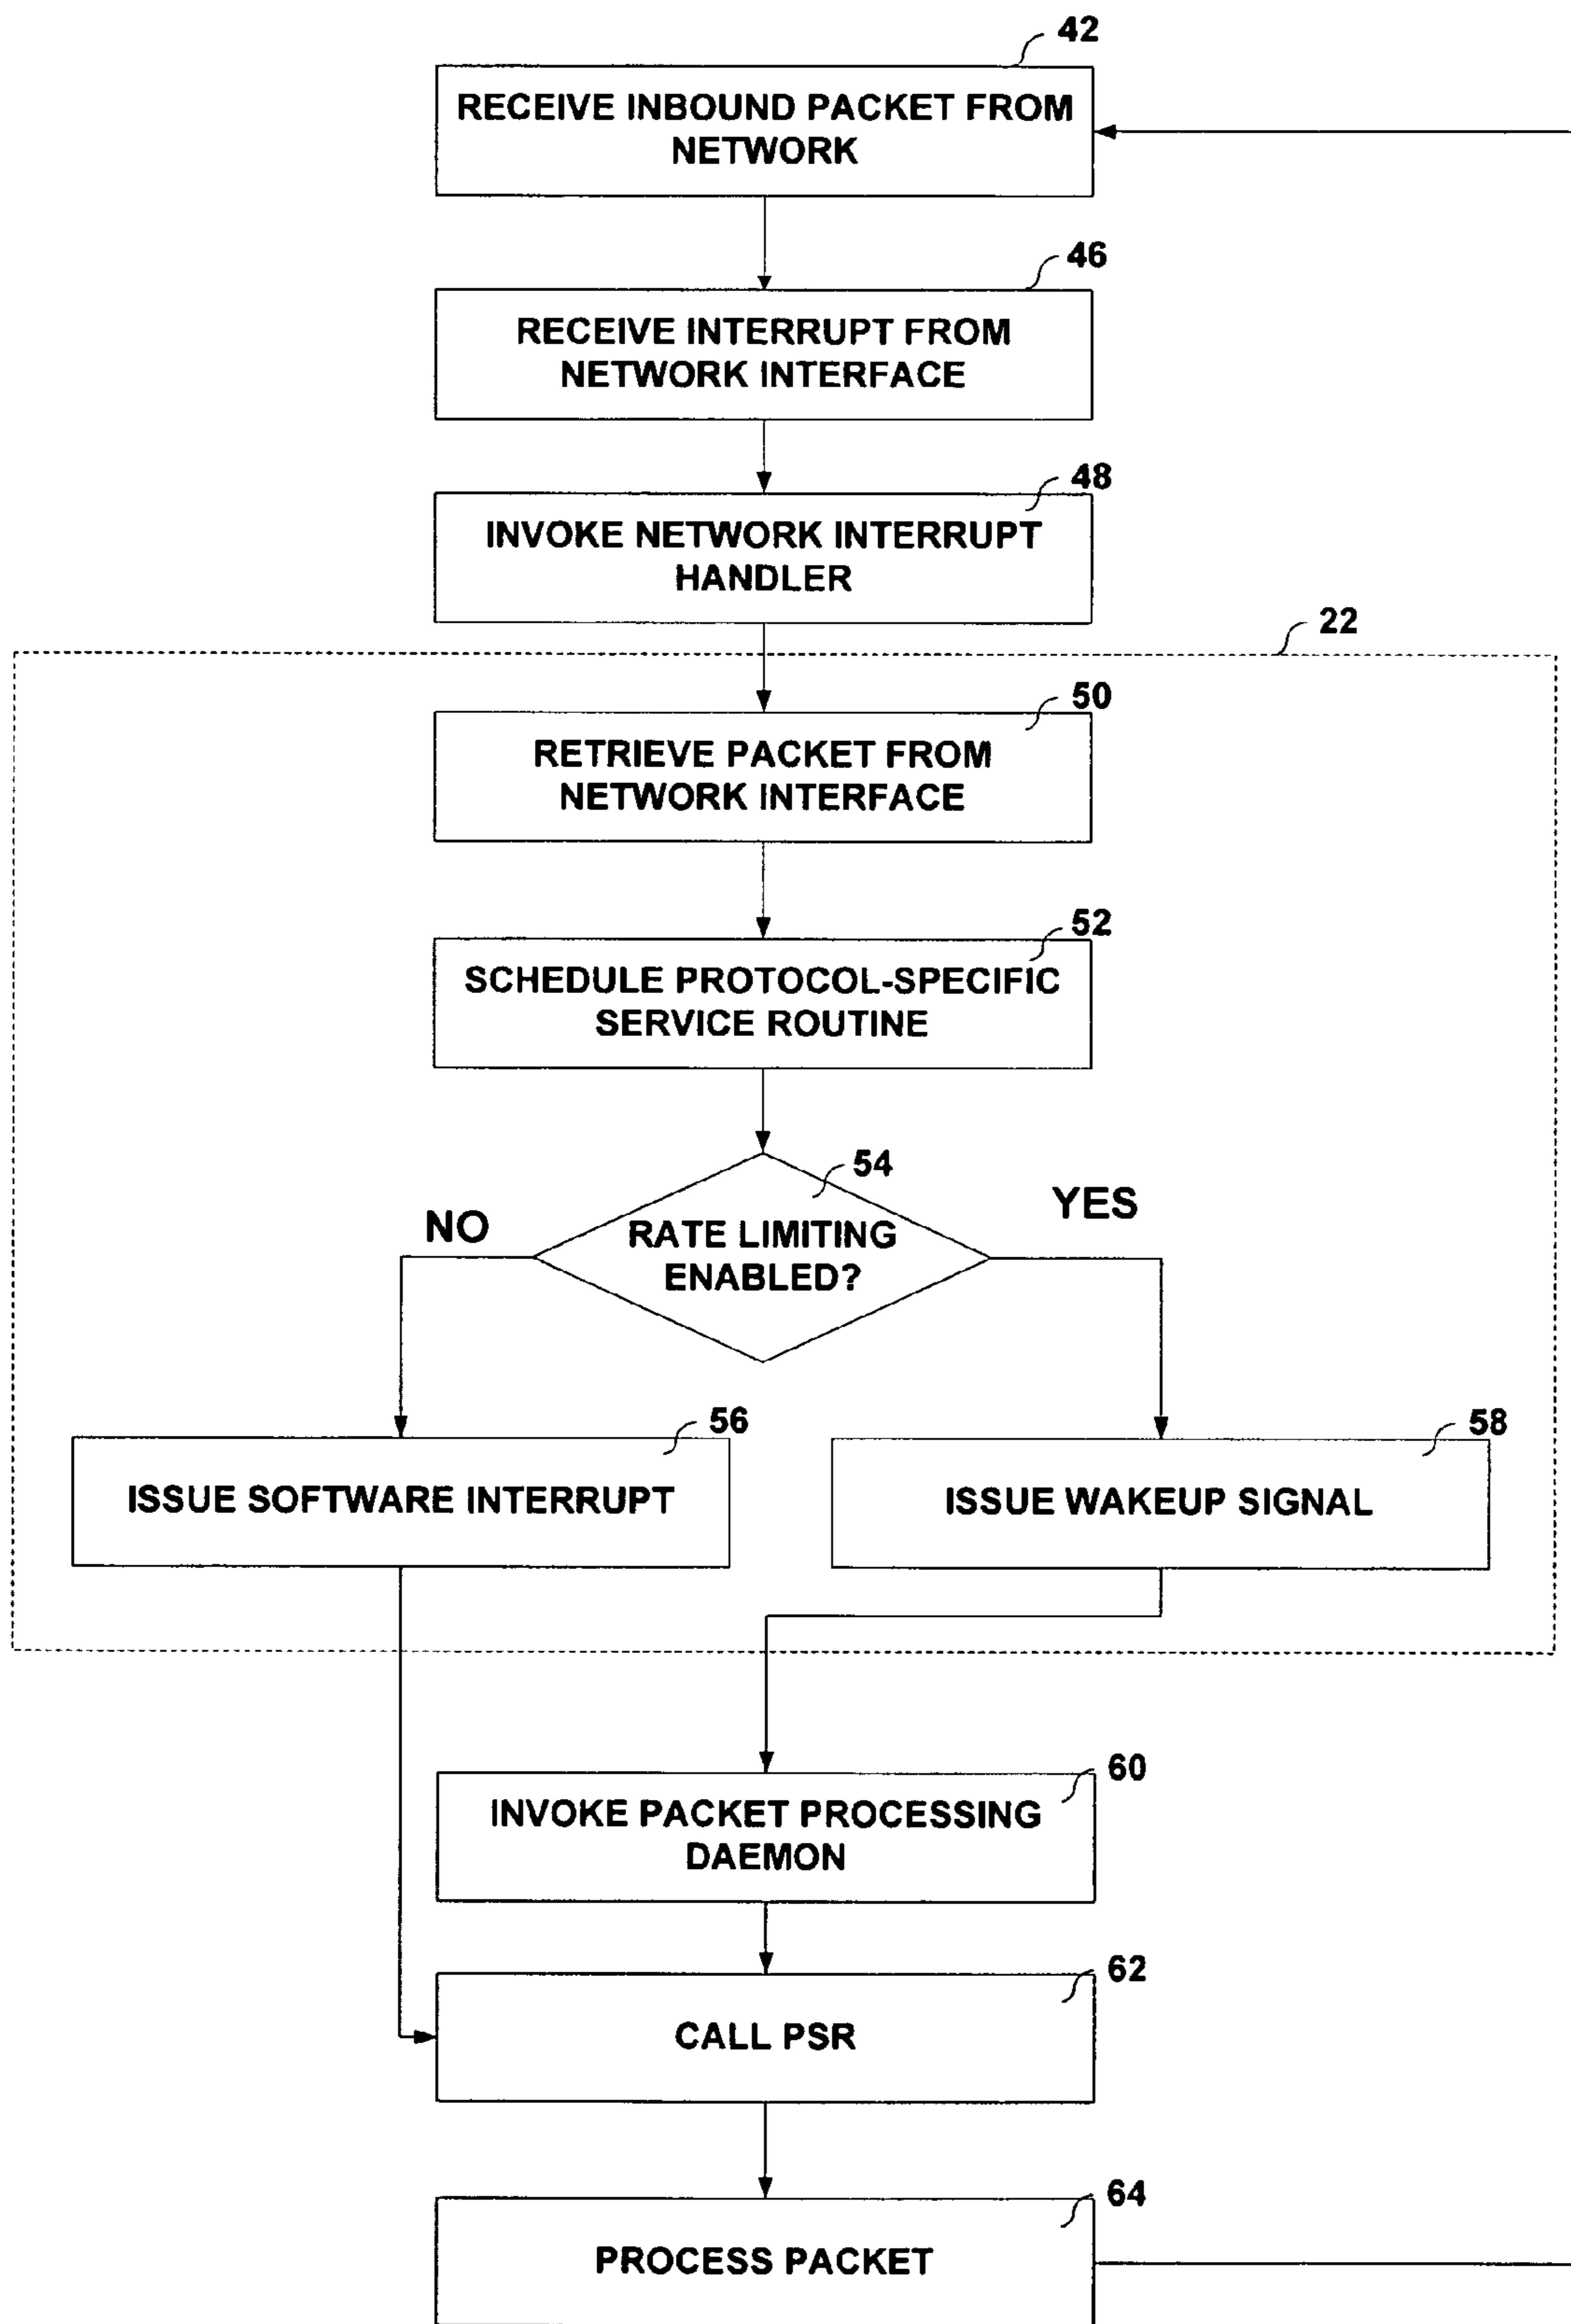 42
RECEIVE INBOUND PACKET FROM
NETWORK
46
RECEIVE INTERRUPT FROM
NETWORK INTERFACE
48
INVOKE NETWORK INTERRUPT
HANDLER
22
50
RETRIEVE PACKET FROM
NETWORK INTERFACE
52
SCHEDULE PROTOCOL-SPECIFIC
SERVICE ROUTINE
54
NO
YES
RATE LIMITING
ENABLED?
56
ISSUE SOFTWARE INTERRUPT
58
ISSUE WAKEUP SIGNAL
60
INVOKE PACKET PROCESSING
DAEMON
62
CALL PSR
64
PROCESS PACKET